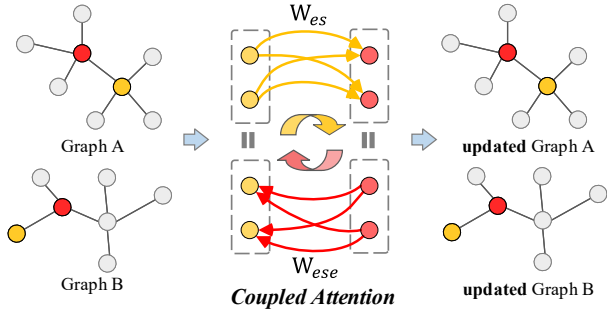 W_es
Graph A
updated Graph A
W_ese
Graph B
updated Graph B
Coupled Attention